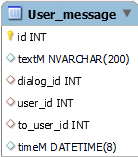 User_message
id INT
textM NVARCHAR(200)
dialog_id INT
user_id INT
to_user_id INT
timeM DATETIME(8)